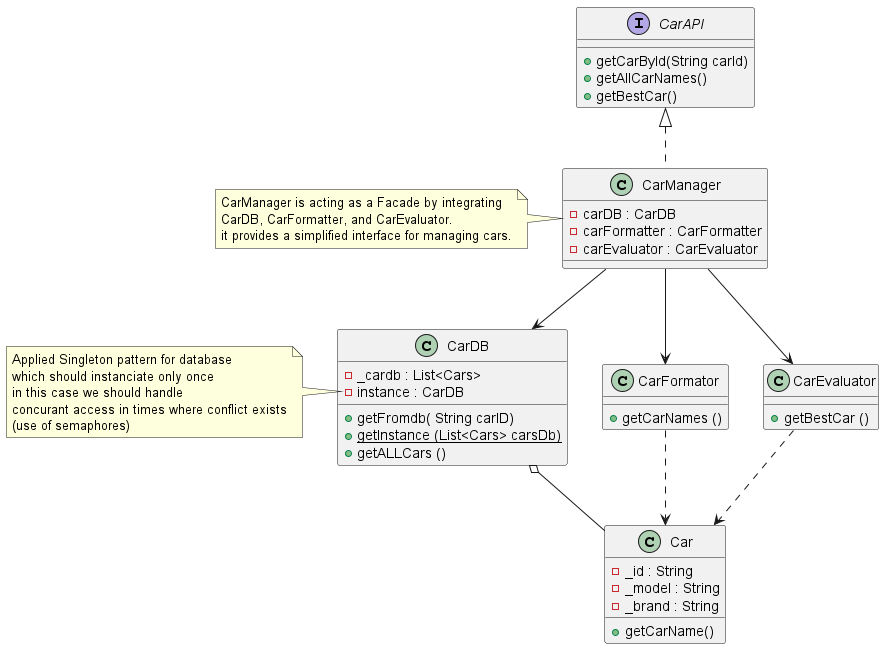 I CarAPI
getCarById(String carId)
getAllCarNames()
getBestCar()
C CarManager
carDB : CarDB
carFormatter : CarFormatter
carEvaluator : CarEvaluator
CarManager is acting as a Facade by integrating
CarDB, CarFormatter, and CarEvaluator.
it provides a simplified interface for managing cars.
Applied Singleton pattern for database
which should instanciate only once
in this case we should handle
concurant access in times where conflict exists
(use of semaphores)
C CarDB
_cardb : List<Cars>
instance : CarDB
getFromdb( String carID)
getInstance (List<Cars> carsDb)
getALLCars ()
C CarFormator
getCarNames ()
C CarEvaluator
getBestCar ()
C Car
_id : String
_model : String
_brand : String
getCarName()